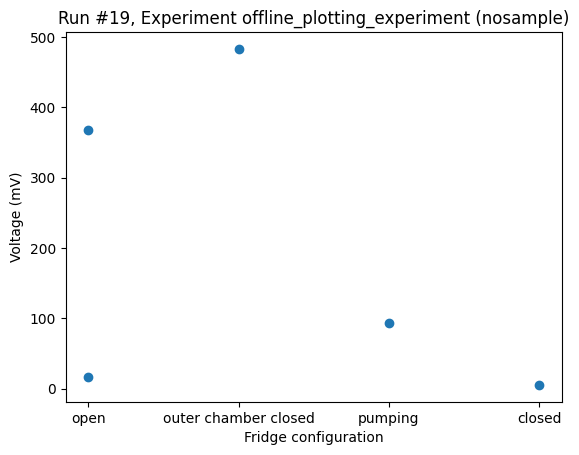 Run #19, Experiment offline_plotting_experiment (nosample)
500
400
300
200
100
0
Voltage (mV)
open outer chamber closed pumping closed
Fridge configuration